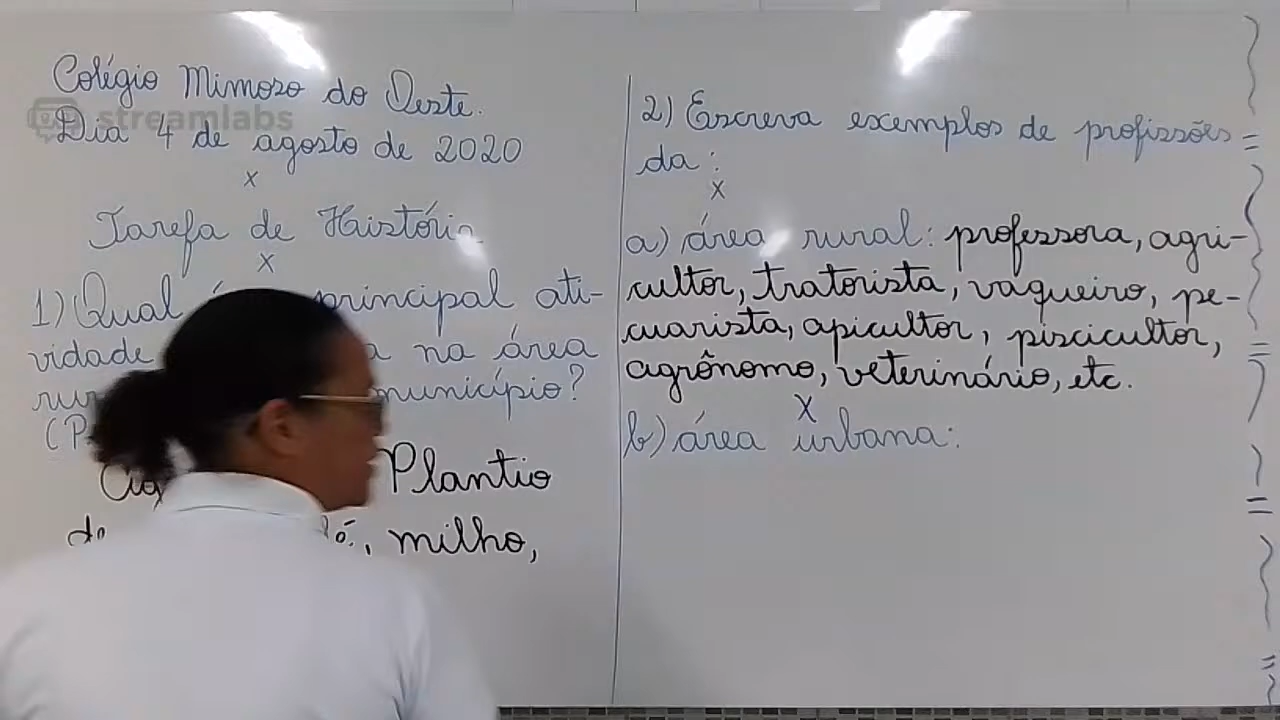 Colégio Mimoso do Oeste.
streamlabs
Dia 4 de agosto de 2020
x
Tarefa de História
x
1) Qual principal ati-
vidade na área
município?
(P
Plantio
de milho,
2) Escreva exemplos de profissões
da:
x
a) área rural: professora, agri-
cultor, tratorista, vaqueiro, pe-
cuarista, apicultor, piscicultor,
agrônomo, veterinário, etc.
x
b) área urbana: